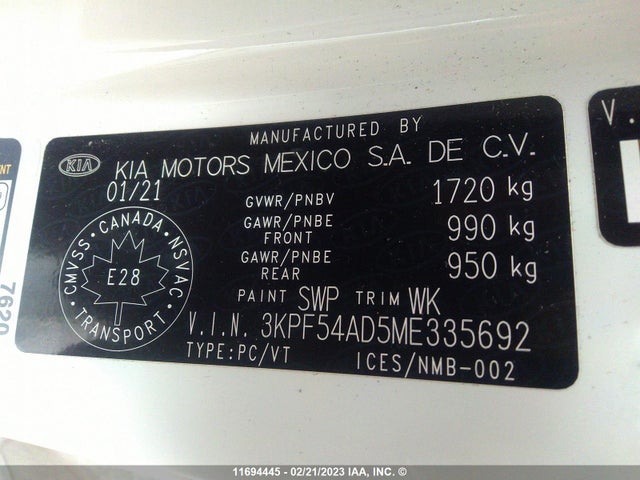 MANUFACTURED BY
KIA KIA MOTORS MEXICO S.A. DE C.V.
01/21
GVWR/PNBV 1720 kg
GAWR/PNBE FRONT 990 kg
GAWR/PNBE REAR 950 kg
CANADA
CMVSS NSVAC
E28
TRANSPORT
PAINT SWP TRIM WK
V.I.N. 3KPF54AD5ME335692
TYPE:PC/VT ICES/NMB-002
7620
V.
11694445 - 02/21/2023 IAA, INC. ©